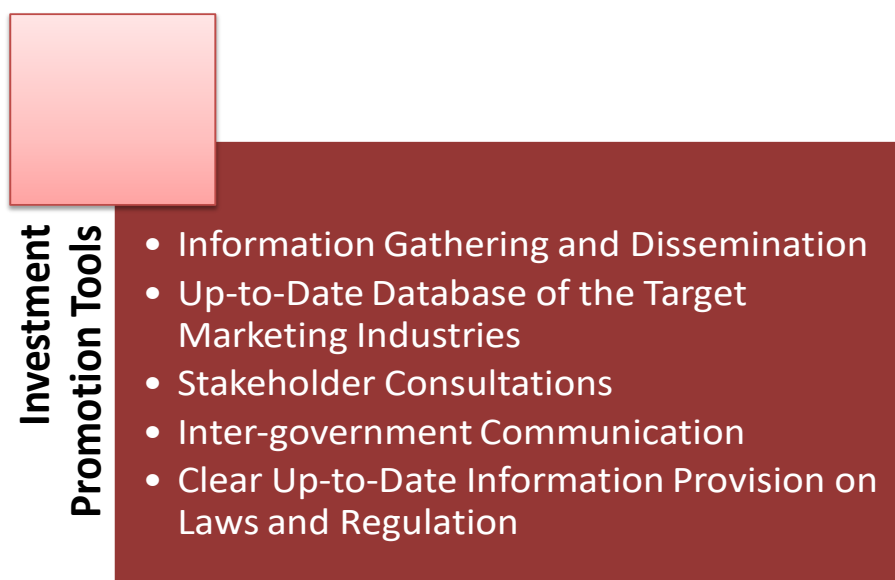 Investment
Promotion Tools
• Information Gathering and Dissemination
• Up-to-Date Database of the Target
Marketing Industries
• Stakeholder Consultations
• Inter-government Communication
• Clear Up-to-Date Information Provision on
Laws and Regulation